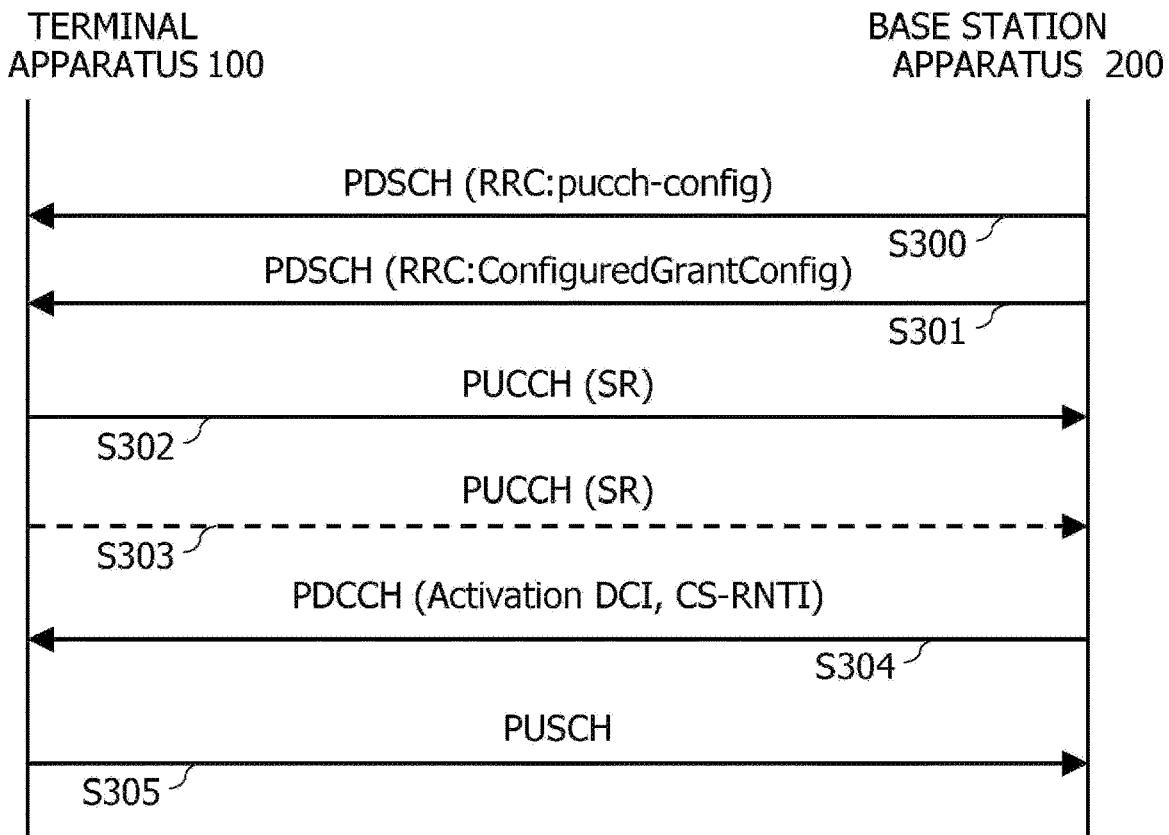 TERMINAL
APPARATUS 100
BASE STATION
APPARATUS 200
PDSCH (RRC:pucch-config)
S300
PDSCH (RRC:ConfiguredGrantConfig)
S301
PUCCH (SR)
S302
PUCCH (SR)
S303
PDCCH (Activation DCI, CS-RNTI)
S304
PUSCH
S305